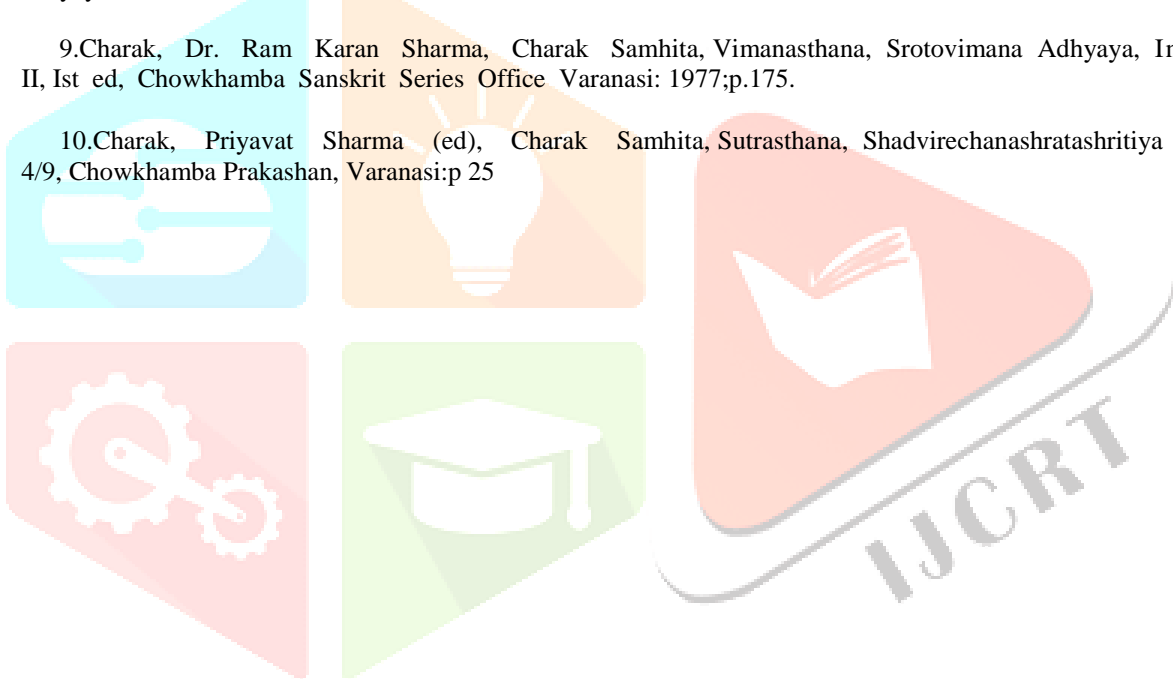 9.Charak, Dr. Ram Karan Sharma, Charak Samhita, Vimanasthana, Srotovimana Adhyaya,
II, Ist ed, Chowkhamba Sanskrit Series Office Varanasi: 1977;p.175.
10.Charak, Priyavat Sharma (ed), Charak Samhita, Sutrasthana, Shadvirechanashratashritiya
4/9, Chowkhamba Prakashan, Varanasi:p 25
IJCRT